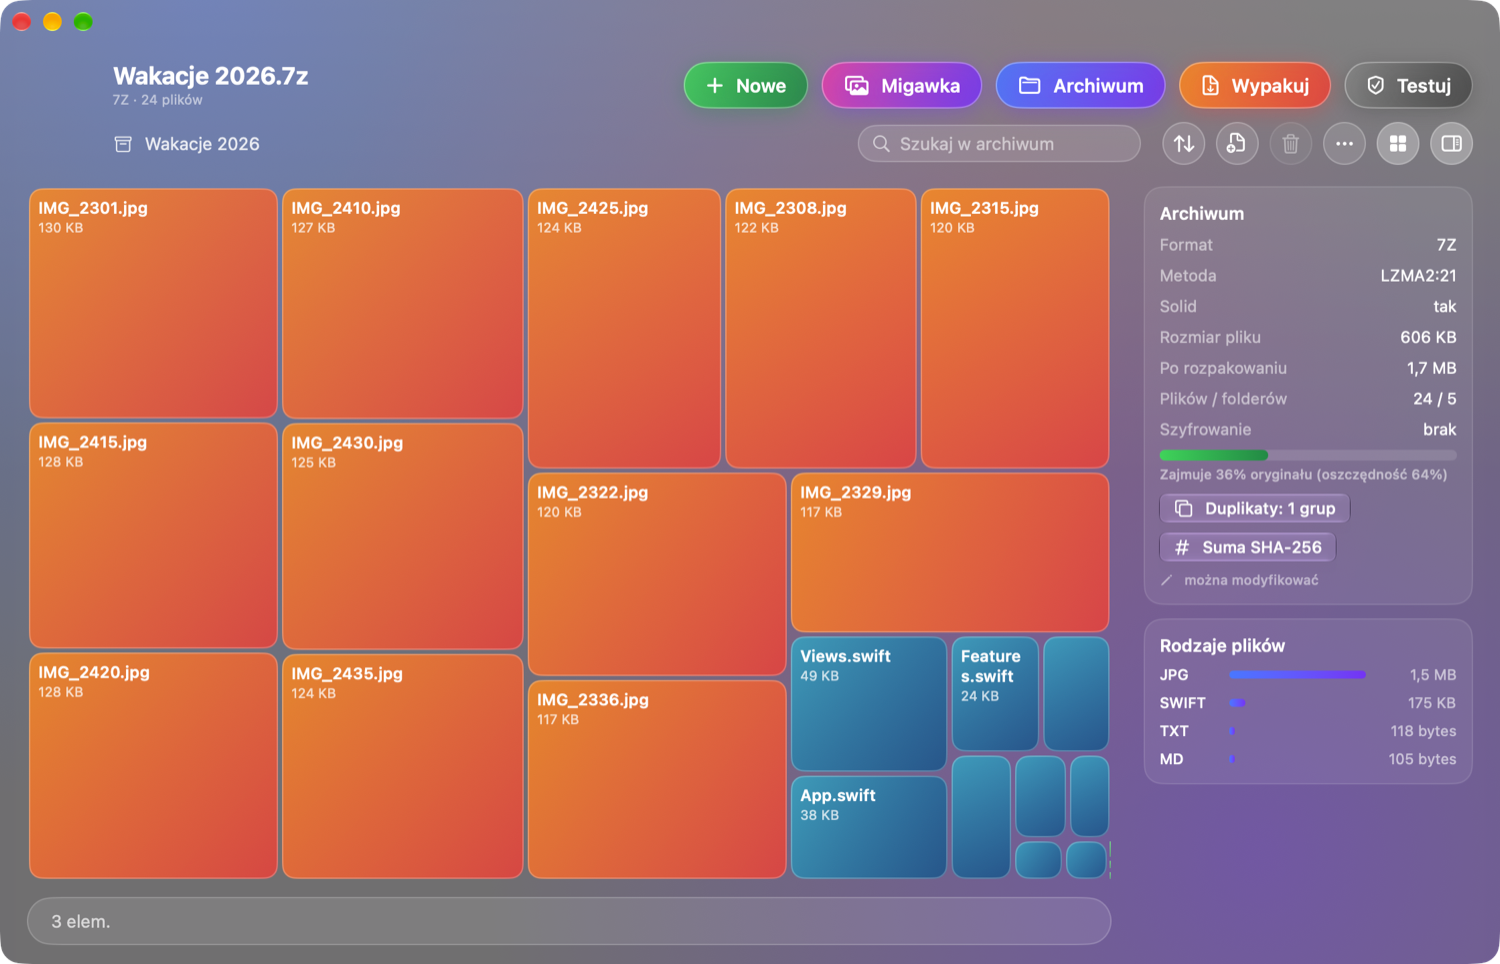 Wakacje 2026.7z
7Z · 24 plików
Nowe
Migawka
Archiwum
Wypakuj
Testuj
Wakacje 2026
Szukaj w archiwum
IMG_2301.jpg
130 KB
IMG_2410.jpg
127 KB
IMG_2425.jpg
124 KB
IMG_2308.jpg
122 KB
IMG_2315.jpg
120 KB
IMG_2415.jpg
128 KB
IMG_2430.jpg
125 KB
IMG_2322.jpg
120 KB
IMG_2329.jpg
117 KB
IMG_2420.jpg
128 KB
IMG_2435.jpg
124 KB
IMG_2336.jpg
117 KB
Views.swift
49 KB
Feature
s.swift
24 KB
App.swift
38 KB
Archiwum
Format 7Z
Metoda LZMA2:21
Solid tak
Rozmiar pliku 606 KB
Po rozpakowaniu 1,7 MB
Plików / folderów 24 / 5
Szyfrowanie brak
Zajmuje 36% oryginału (oszczędność 64%)
Duplikaty: 1 grup
# Suma SHA-256
można modyfikować
Rodzaje plików
JPG 1,5 MB
SWIFT 175 KB
TXT 118 bytes
MD 105 bytes
3 elem.